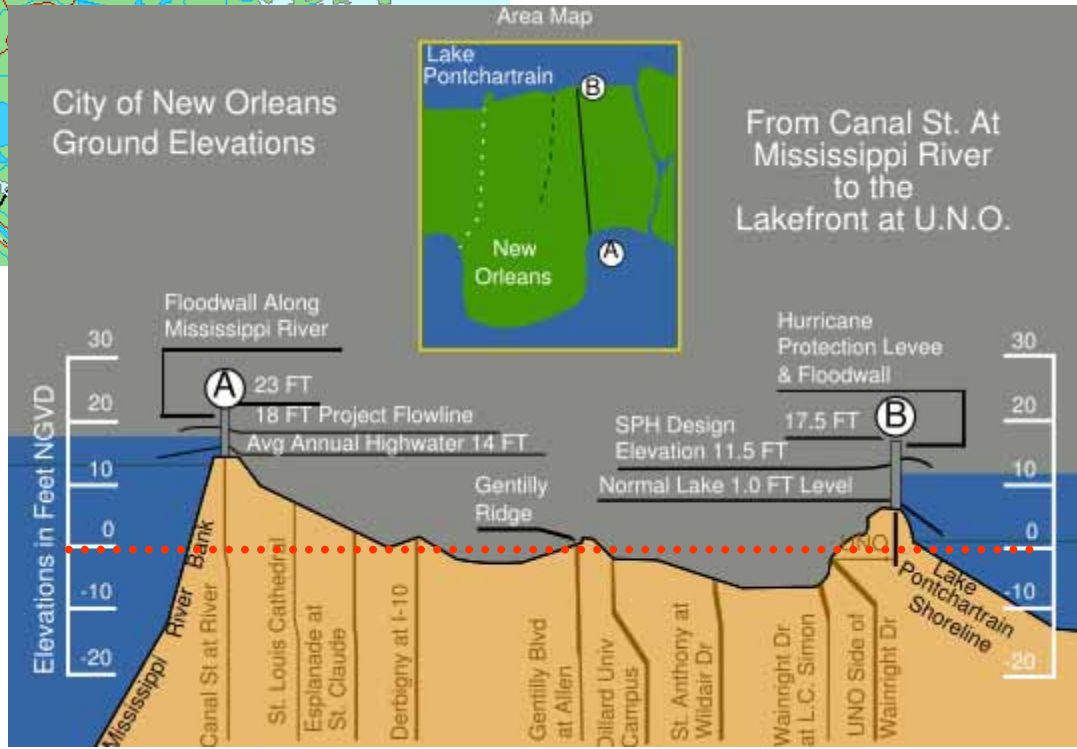 Area Map
Lake
Pontchartrain
B
New
Orleans
A
City of New Orleans
Ground Elevations
From Canal St. At
Mississippi River
to the
Lakefront at U.N.O.
Floodwall Along
Mississippi River
A
23 FT
18 FT Project Flowline
Avg Annual Highwater 14 FT
Gentilly
Ridge
Hurricane
Protection Levee
& Floodwall
SPH Design
Elevation 11.5 FT
17.5 FT
B
Normal Lake 1.0 FT Level
Elevations in Feet NGVD
30
20
10
0
-10
-20
30
20
10
0
-10
-20
Mississippi River Bank
Canal St at River
St. Louis Cathedral
Esplanade at
St. Claude
Derbigny at I-10
Gentilly Blvd
at Allen
Dillard Univ
Campus
St. Anthony at
Wildair Dr
Wainright Dr
at L.C. Simon
UNO Side of
Wainright Dr
UNO
Lake
Pontchartrain
Shoreline